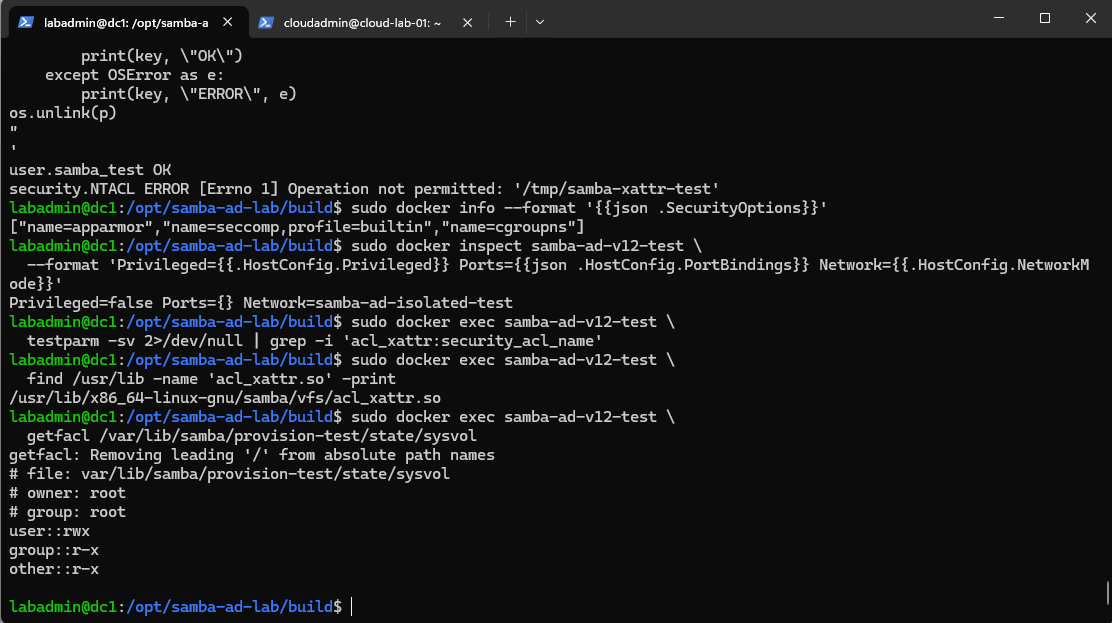 labadmin@dc1: /opt/samba-a
cloudadmin@cloud-lab-01: ~
        print(key, \"OK\")
    except OSError as e:
        print(key, \"ERROR\", e)
os.unlink(p)
"
'
user.samba_test OK
security.NTACL ERROR [Errno 1] Operation not permitted: '/tmp/samba-xattr-test'
labadmin@dc1:/opt/samba-ad-lab/build$ sudo docker info --format '{{json .SecurityOptions}}'
["name=apparmor","name=seccomp,profile=builtin","name=cgroupns"]
labadmin@dc1:/opt/samba-ad-lab/build$ sudo docker inspect samba-ad-v12-test \
  --format 'Privileged={{.HostConfig.Privileged}} Ports={{json .HostConfig.PortBindings}} Network={{.HostConfig.NetworkM
ode}}'
Privileged=false Ports={} Network=samba-ad-isolated-test
labadmin@dc1:/opt/samba-ad-lab/build$ sudo docker exec samba-ad-v12-test \
  testparm -sv 2>/dev/null | grep -i 'acl_xattr:security_acl_name'
labadmin@dc1:/opt/samba-ad-lab/build$ sudo docker exec samba-ad-v12-test \
  find /usr/lib -name 'acl_xattr.so' -print
/usr/lib/x86_64-linux-gnu/samba/vfs/acl_xattr.so
labadmin@dc1:/opt/samba-ad-lab/build$ sudo docker exec samba-ad-v12-test \
  getfacl /var/lib/samba/provision-test/state/sysvol
getfacl: Removing leading '/' from absolute path names
# file: var/lib/samba/provision-test/state/sysvol
# owner: root
# group: root
user::rwx
group::r-x
other::r-x

labadmin@dc1:/opt/samba-ad-lab/build$